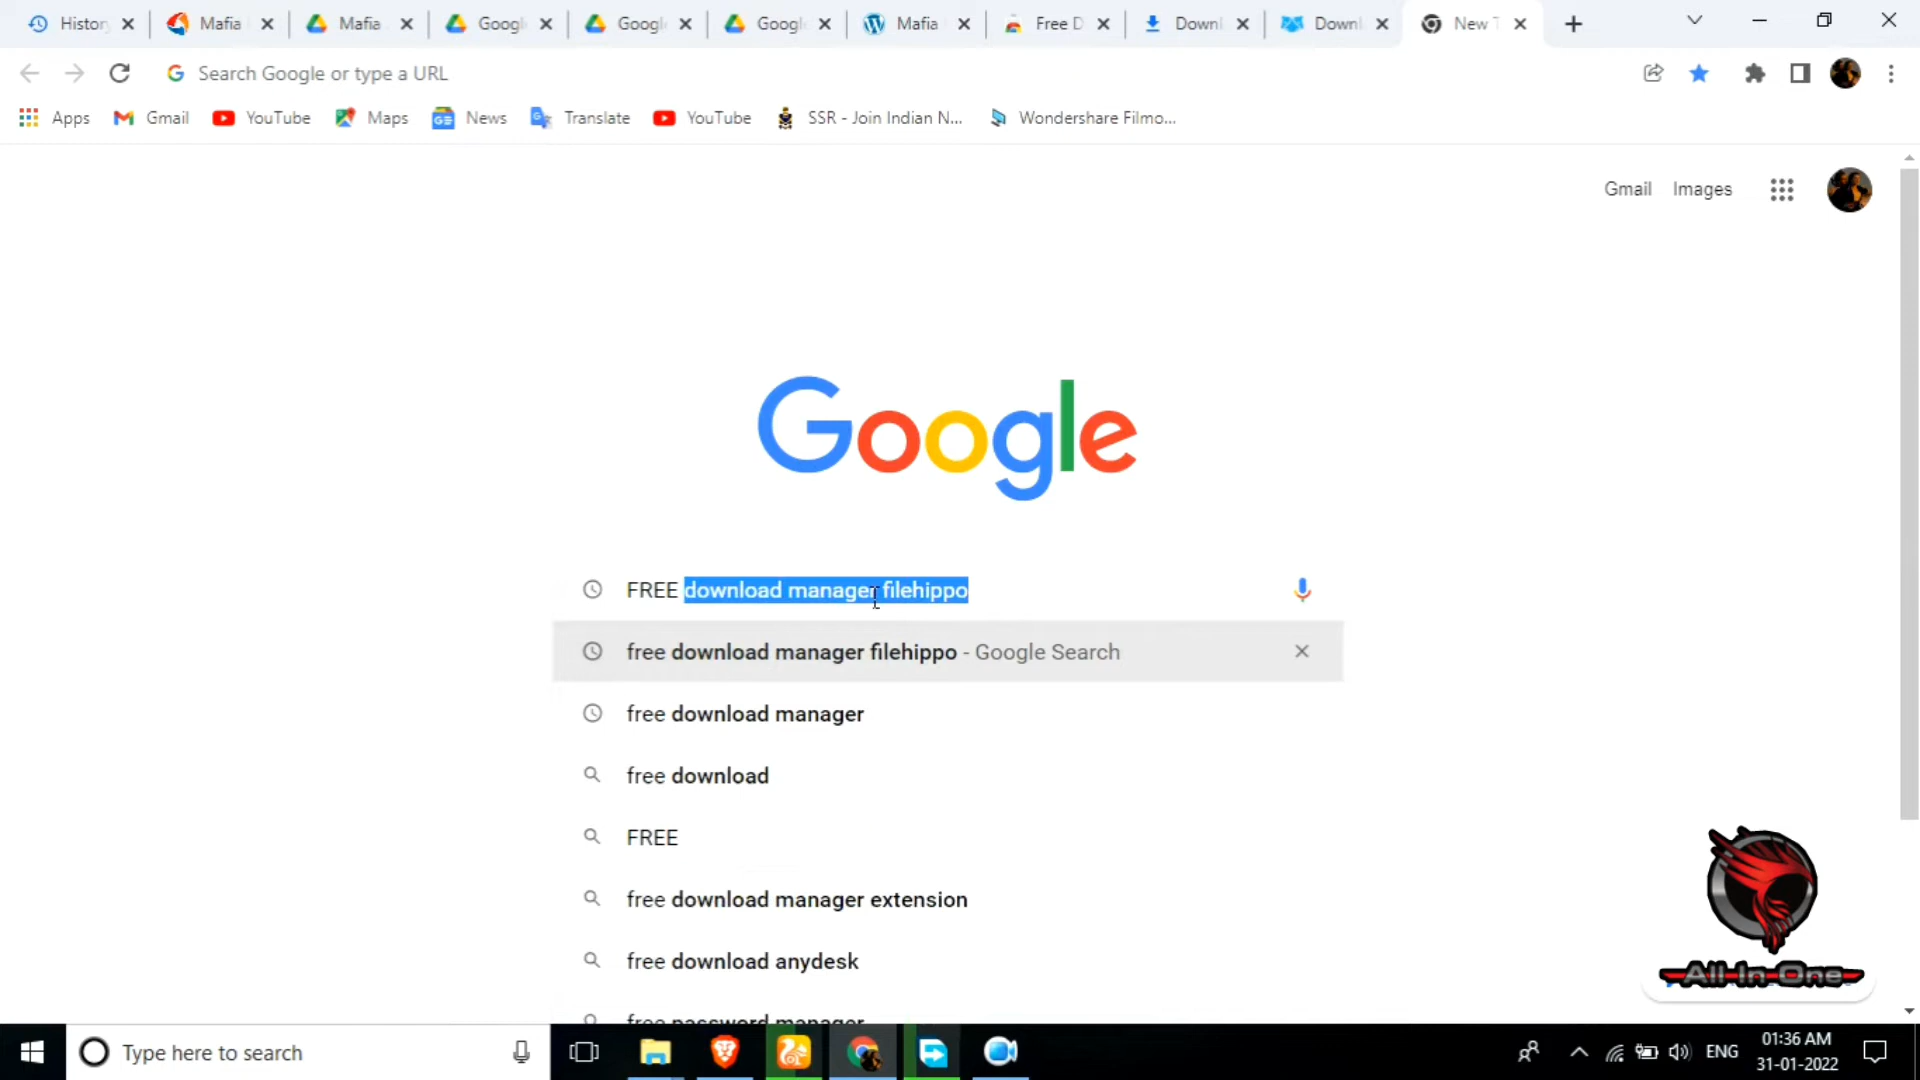 Histor
Mafia
Mafia
Googl
Googl
Googl
Mafia
Free D
Downl
Downl
New T
Search Google or type a URL
Apps
Gmail
YouTube
Maps
News
Translate
YouTube
SSR - Join Indian N...
Wondershare Filmo...
Gmail Images
Google
FREE download manager filehippo
free download manager filehippo - Google Search
free download manager
free download
FREE
free download manager extension
free download anydesk
free password manager
All-In-One
Type here to search
ENG
01:36 AM
31-01-2022